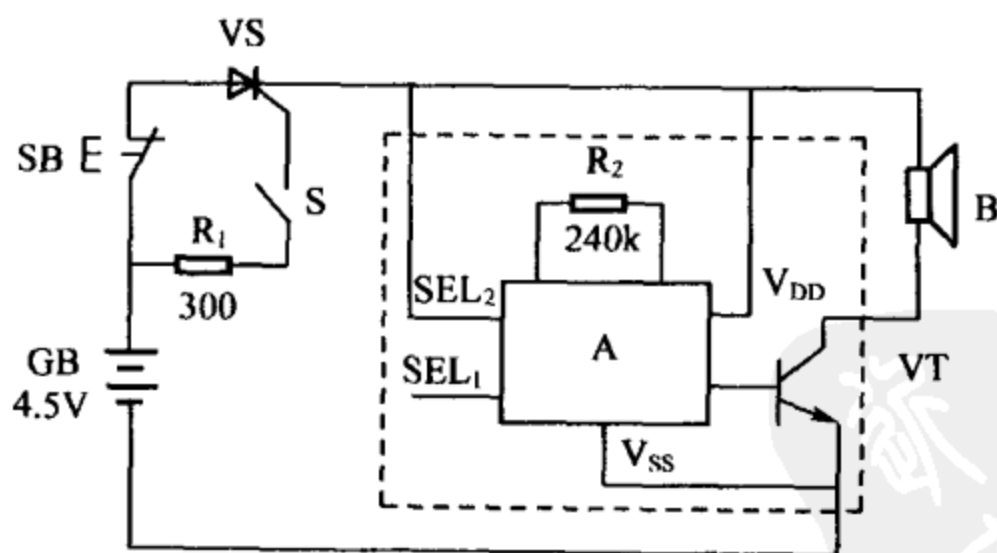 VS
SB
S
R₁
300
R₂
240k
B
SEL₂
V_DD
A
SEL₁
VT
GB
4.5V
V_SS